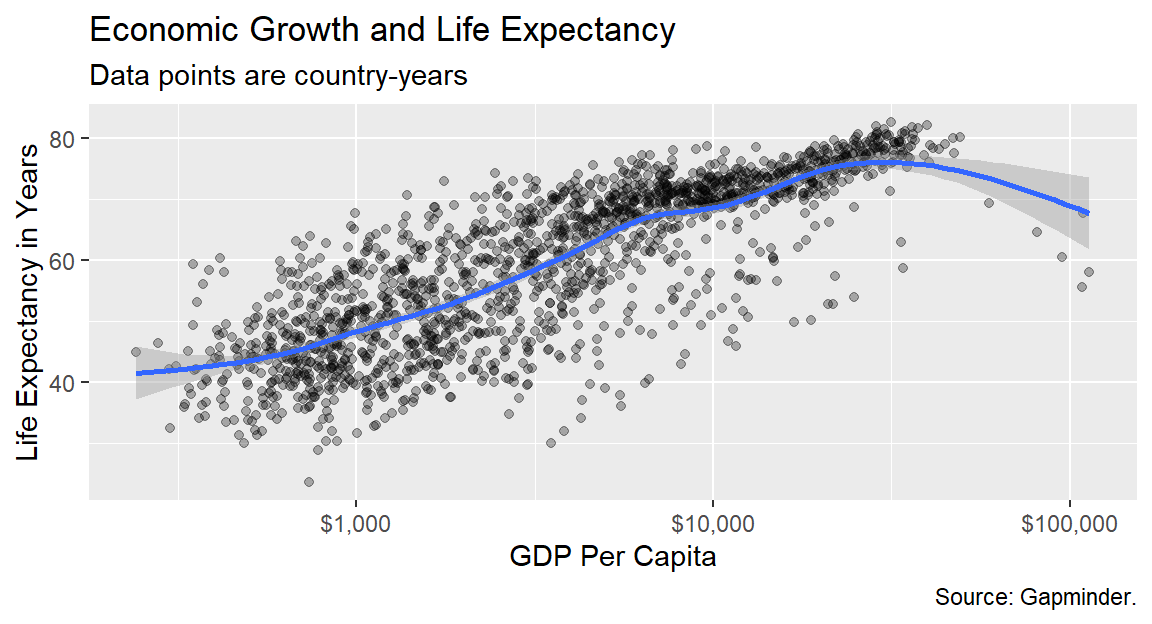 Economic Growth and Life Expectancy
Data points are country-years
Life Expectancy in Years
80
60
40
$1,000
$10,000
$100,000
GDP Per Capita
Source: Gapminder.